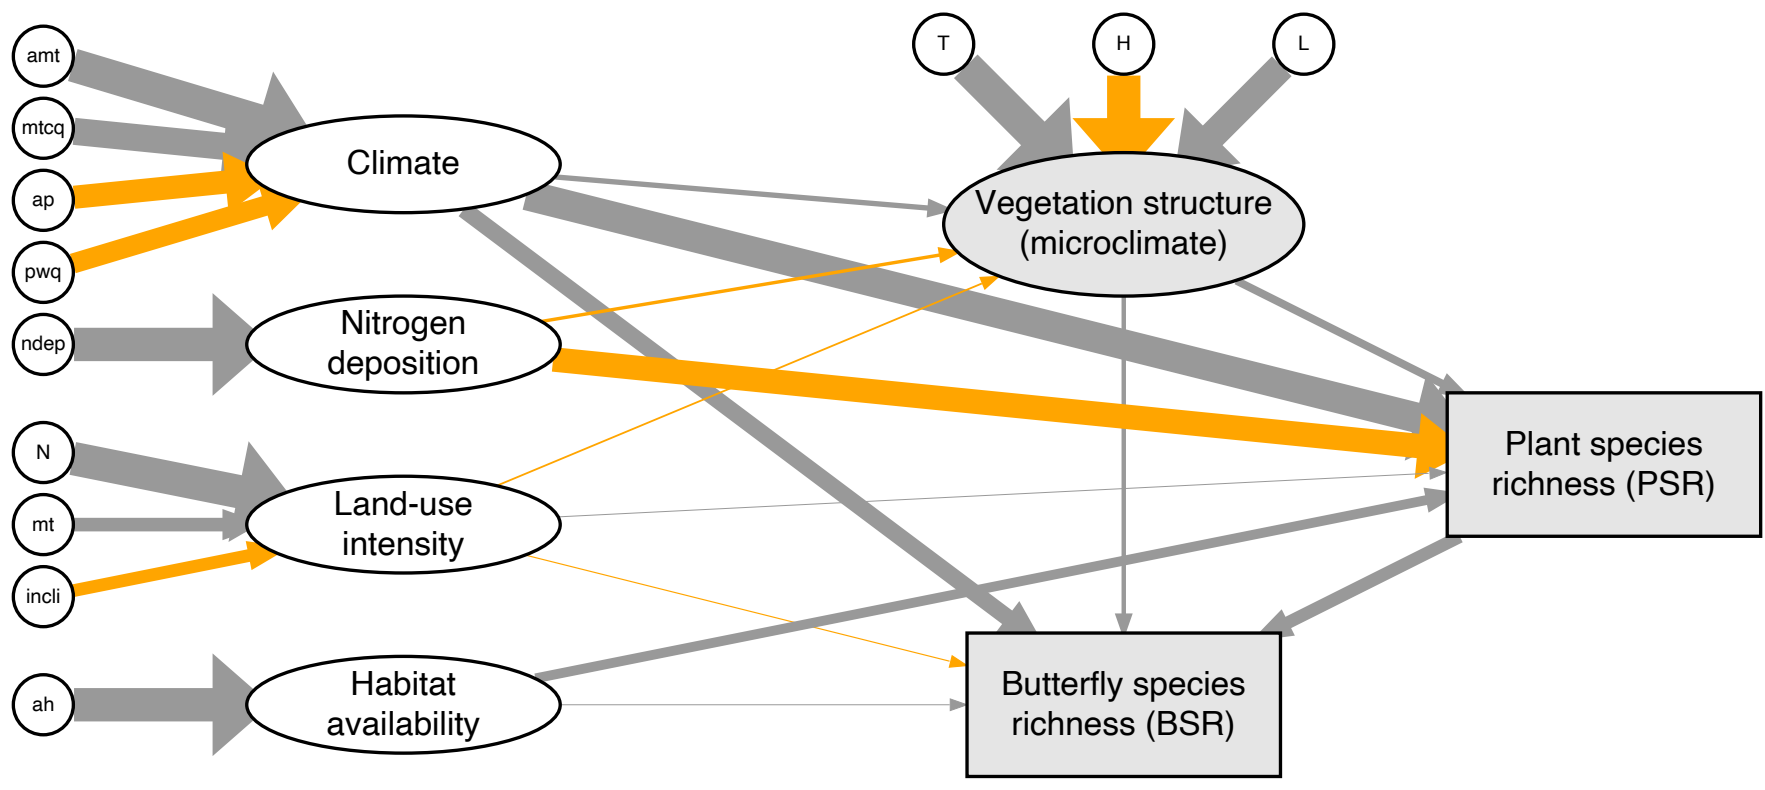 amt
mtcq
ap
pwq
ndep
N
mt
incli
ah
T
H
L
Climate
Nitrogen
deposition
Land-use
intensity
Habitat
availability
Vegetation structure
(microclimate)
Plant species
richness (PSR)
Butterfly species
richness (BSR)